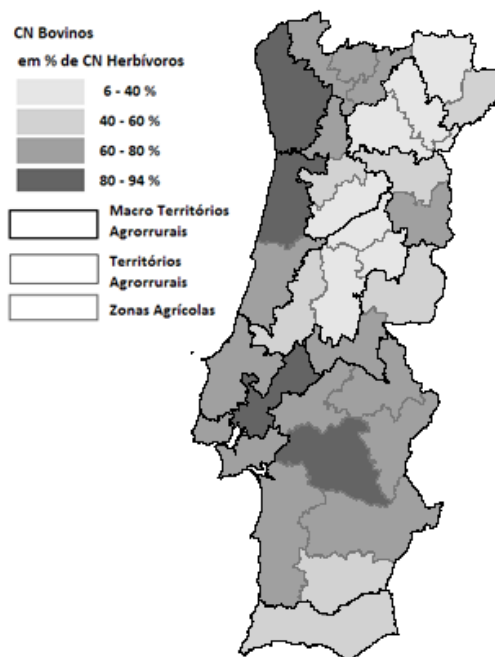 CN Bovinos
em % de CN Herbívoros
6 - 40 %
40 - 60 %
60 - 80 %
80 - 94 %
Macro Territórios
Agrorrurais
Territórios
Agrorrurais
Zonas Agrícolas